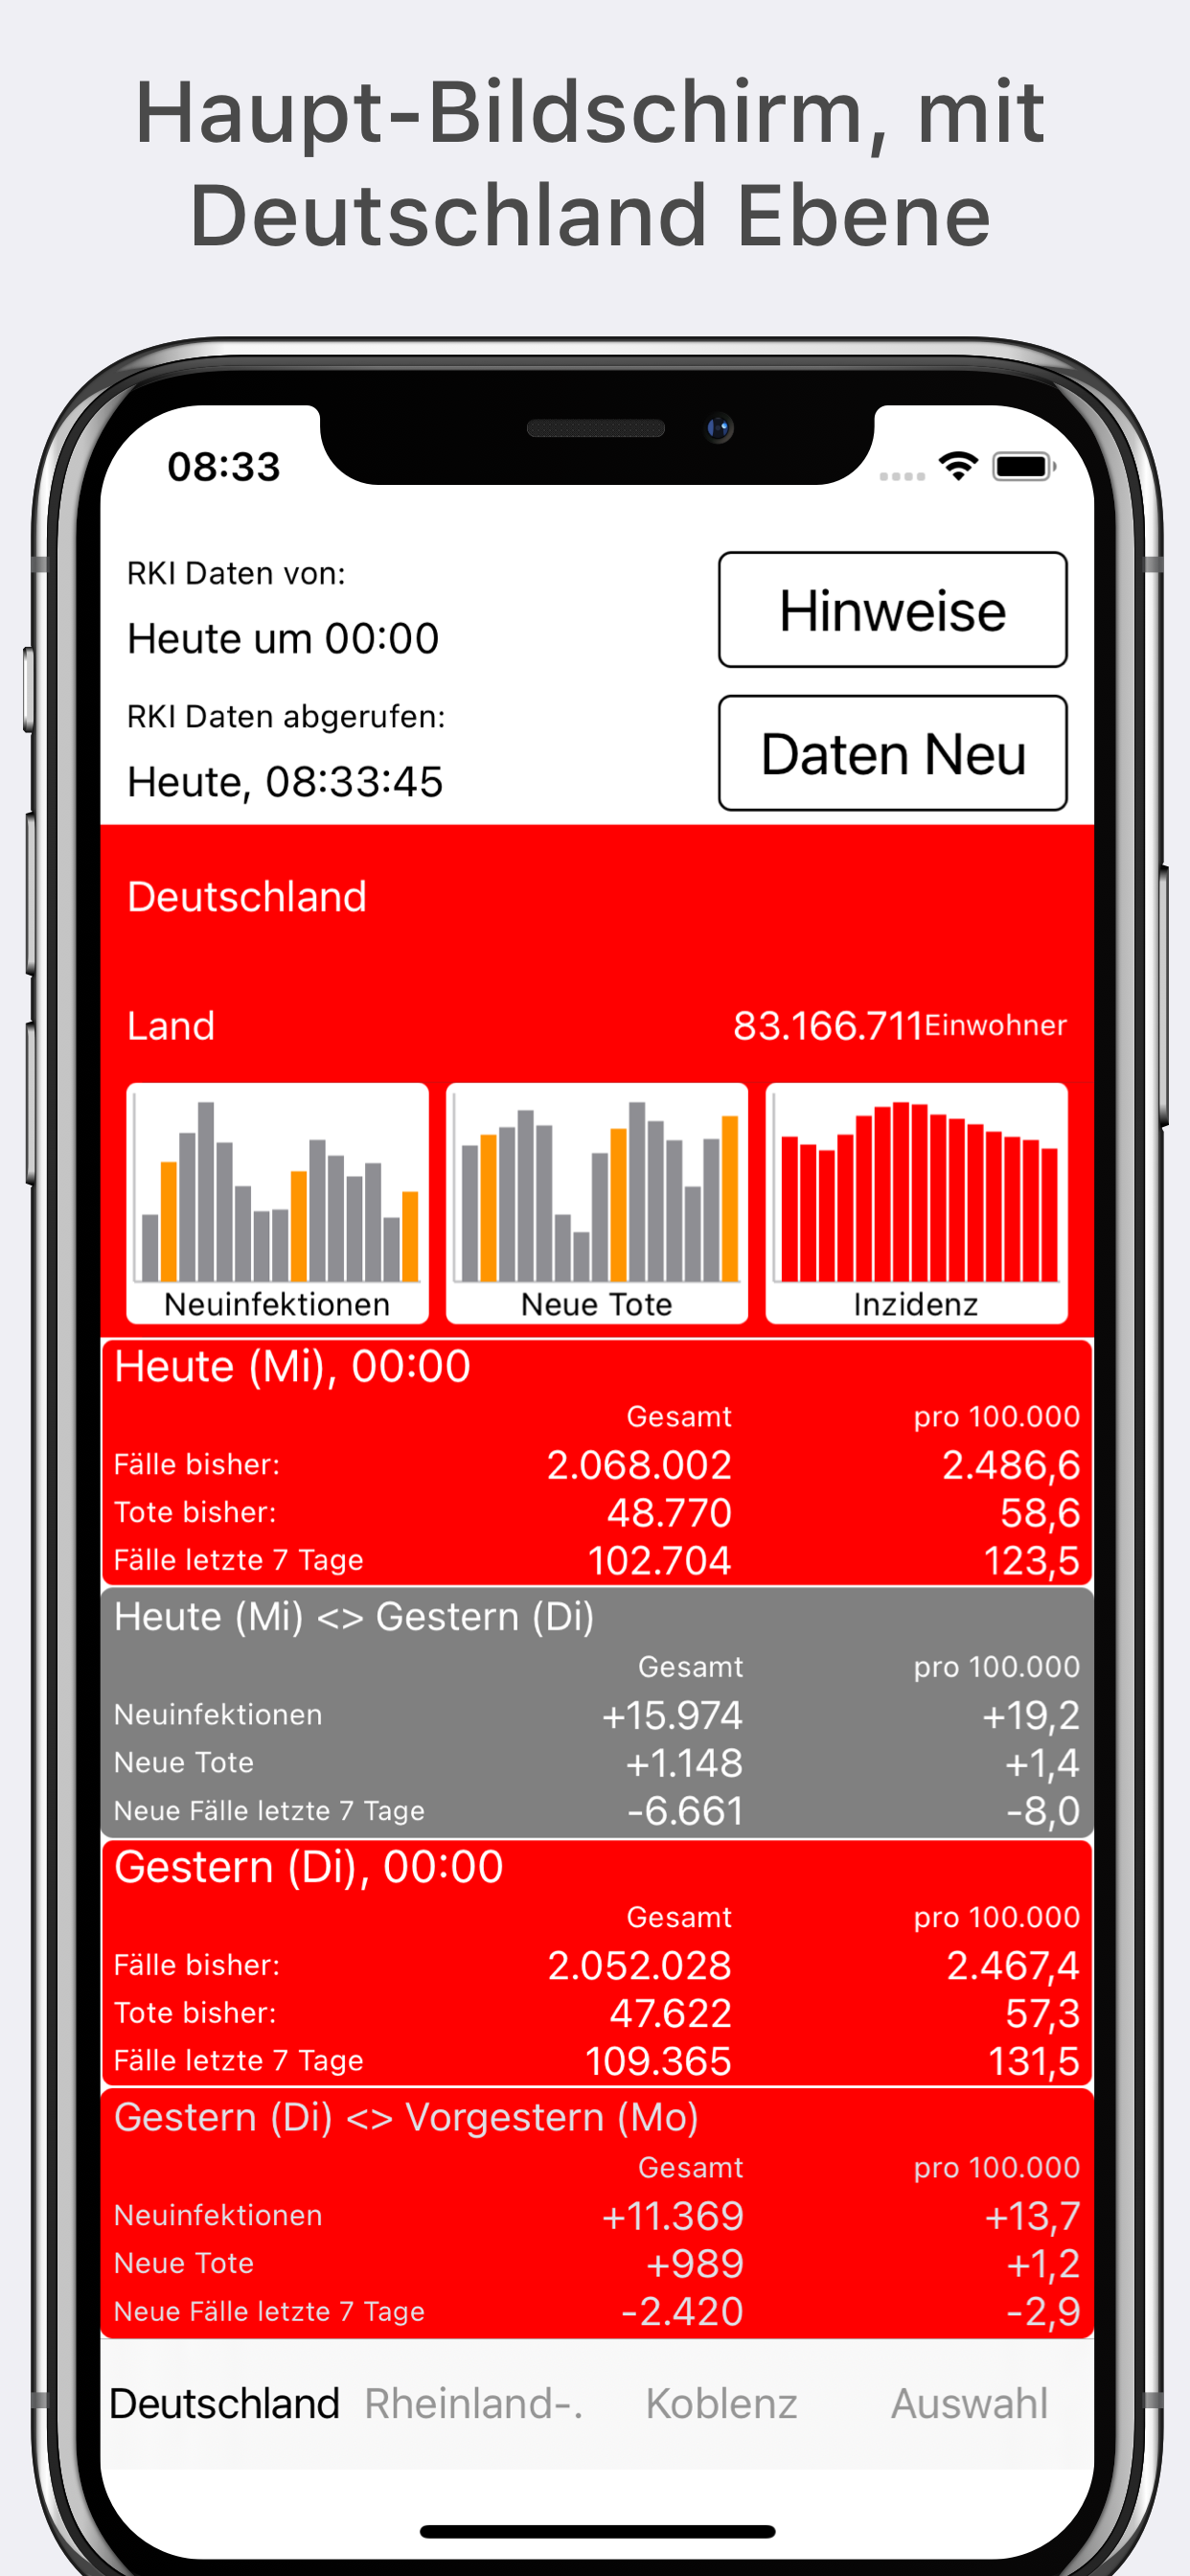 Haupt-Bildschirm, mit
Deutschland Ebene
08:33
RKI Daten von:
Heute um 00:00
Hinweise
RKI Daten abgerufen:
Heute, 08:33:45
Daten Neu
Deutschland
Land 83.166.711 Einwohner
Neuinfektionen Neue Tote Inzidenz
Heute (Mi), 00:00
Gesamt pro 100.000
Fälle bisher: 2.068.002 2.486,6
Tote bisher: 48.770 58,6
Fälle letzte 7 Tage 102.704 123,5
Heute (Mi) <> Gestern (Di)
Gesamt pro 100.000
Neuinfektionen +15.974 +19,2
Neue Tote +1.148 +1,4
Neue Fälle letzte 7 Tage -6.661 -8,0
Gestern (Di), 00:00
Gesamt pro 100.000
Fälle bisher: 2.052.028 2.467,4
Tote bisher: 47.622 57,3
Fälle letzte 7 Tage 109.365 131,5
Gestern (Di) <> Vorgestern (Mo)
Gesamt pro 100.000
Neuinfektionen +11.369 +13,7
Neue Tote +989 +1,2
Neue Fälle letzte 7 Tage -2.420 -2,9
Deutschland Rheinland-. Koblenz Auswahl